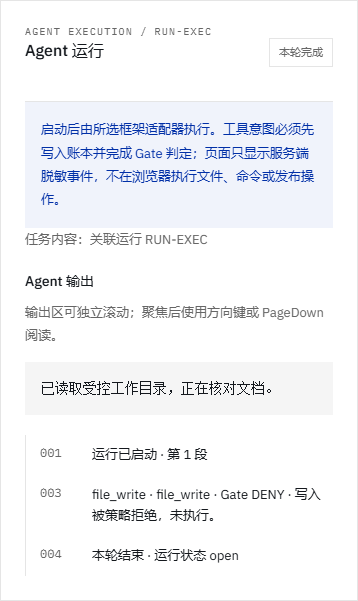 AGENT EXECUTION / RUN-EXEC
Agent 运行
本轮完成
启动后由所选框架适配器执行。工具意图必须先
写入账本并完成 Gate 判定；页面只显示服务端
脱敏事件，不在浏览器执行文件、命令或发布操
作。
任务内容：关联运行 RUN-EXEC
Agent 输出
输出区可独立滚动；聚焦后使用方向键或 PageDown
阅读。
已读取受控工作目录，正在核对文档。
001 运行已启动 · 第 1 段
003 file_write · file_write · Gate DENY · 写入
被策略拒绝，未执行。
004 本轮结束 · 运行状态 open